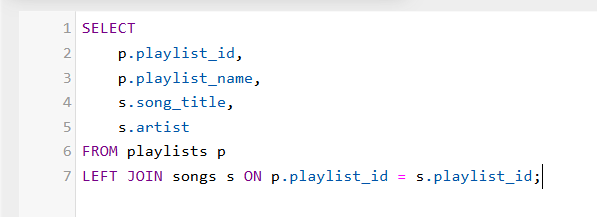 1 SELECT
2 p.playlist_id,
3 p.playlist_name,
4 s.song_title,
5 s.artist
6 FROM playlists p
7 LEFT JOIN songs s ON p.playlist_id = s.playlist_id;